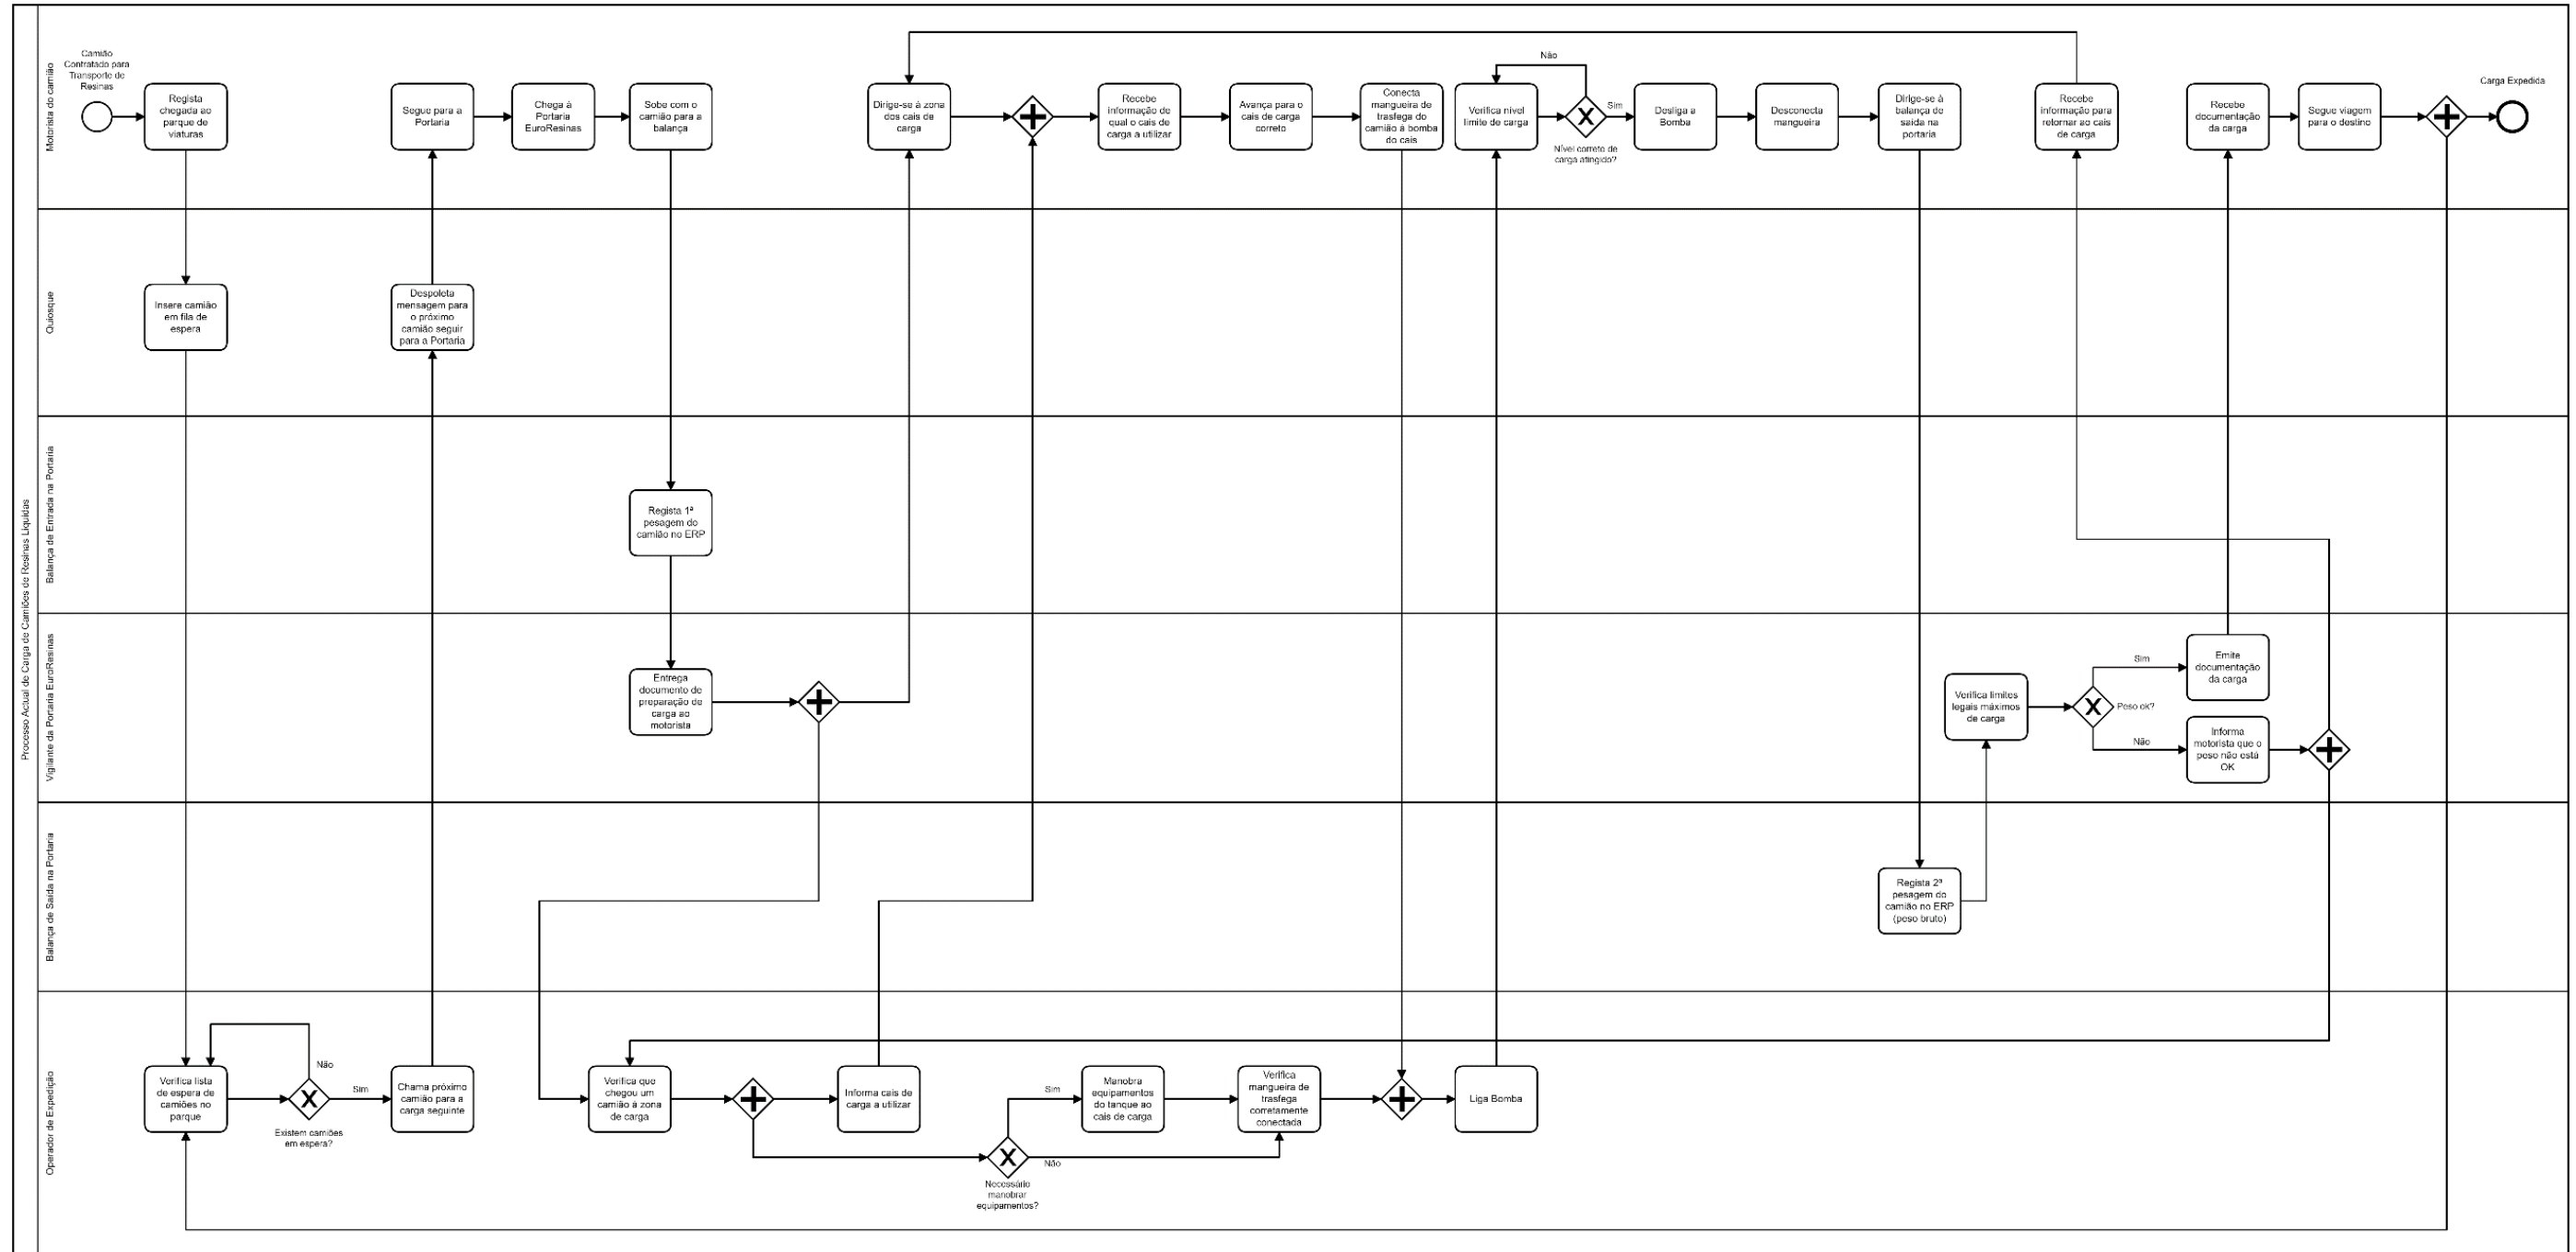 Processo Actual de Carga de Camiões de Resinas Líquidas
Motorista do camião
Camião
Contratado para
Transporte de
Resinas
Regista
chegada ao
parque de
viaturas
Segue para a
Portaria
Chega à
Portaria
EuroResinas
Sobe com o
camião para a
balança
Dirige-se à zona
dos cais de
carga
Recebe
informação de
qual o cais de
carga a utilizar
Avança para o
cais de carga
correto
Conecta
mangueira de
trasfega do
camião á bomba
do cais
Verifica nível
limite de carga
Não
Sim
Nível correto de
carga atingido?
Desliga a
Bomba
Desconecta
mangueira
Dirige-se à
balança de
saída na
portaria
Recebe
informação para
retornar ao cais
de carga
Recebe
documentação
da carga
Segue viagem
para o destino
Carga Expedida
Quiosque
Insere camião
em fila de
espera
Despoleta
mensagem para
o próximo
camião seguir
para a Portaria
Balança de Entrada na Portaria
Regista 1ª
pesagem do
camião no ERP
Vigilante da Portaria EuroResinas
Entrega
documento de
preparação de
carga ao
motorista
Verifica limites
legais máximos
de carga
Sim
Peso ok?
Não
Emite
documentação
da carga
Informa
motorista que o
peso não está
OK
Balança de Saída na Portaria
Regista 2ª
pesagem do
camião no ERP
(peso bruto)
Operador de Expedição
Verifica lista
de espera de
camiões no
parque
Não
Sim
Existem camiões
em espera?
Chama próximo
camião para a
carga seguinte
Verifica que
chegou um
camião á zona
de carga
Informa cais de
carga a utilizar
Sim
Não
Necessário
manobrar
equipamentos?
Manobra
equipamentos
do tanque ao
cais de carga
Verifica
mangueira de
trasfega
corretamente
conectada
Liga Bomba